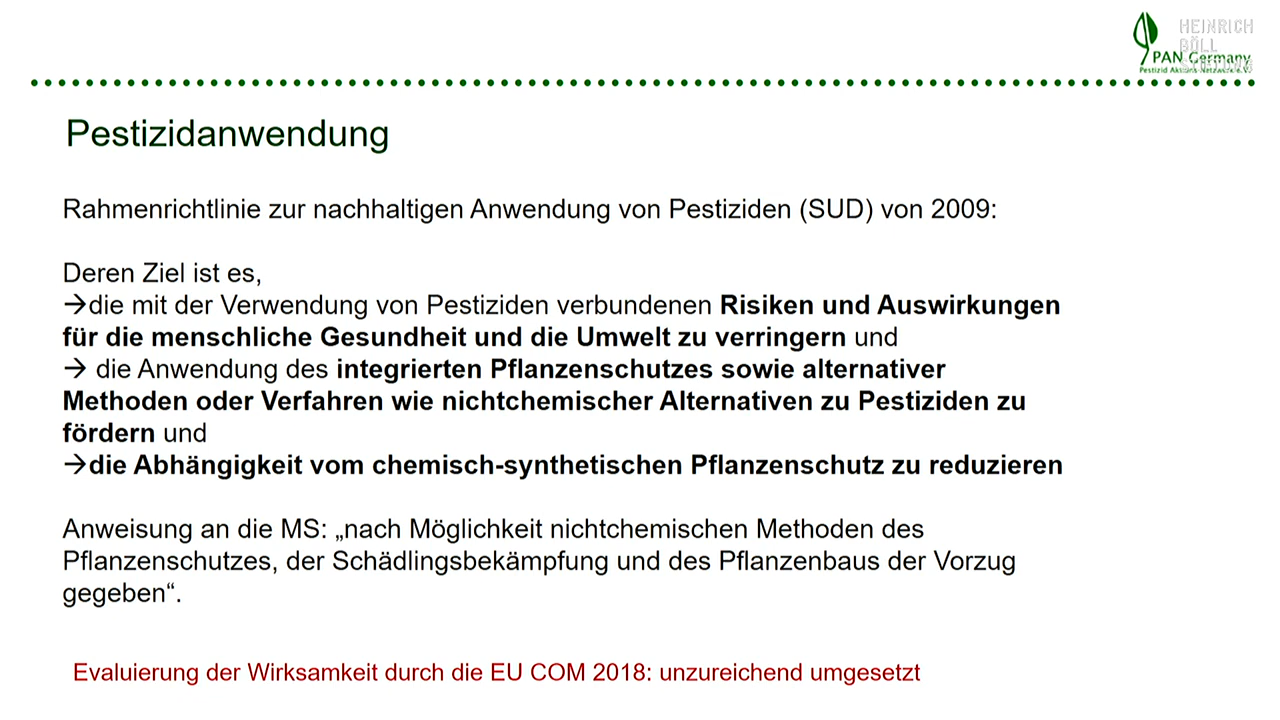 HEINRICH
BÖLL
PAN Germany
Pestizid Aktions-Netzwerk e.V.
Pestizidanwendung
Rahmenrichtlinie zur nachhaltigen Anwendung von Pestiziden (SUD) von 2009:
Deren Ziel ist es,
→die mit der Verwendung von Pestiziden verbundenen Risiken und Auswirkungen
für die menschliche Gesundheit und die Umwelt zu verringern und
→ die Anwendung des integrierten Pflanzenschutzes sowie alternativer
Methoden oder Verfahren wie nichtchemischer Alternativen zu Pestiziden zu
fördern und
→die Abhängigkeit vom chemisch-synthetischen Pflanzenschutz zu reduzieren
Anweisung an die MS: „nach Möglichkeit nichtchemischen Methoden des
Pflanzenschutzes, der Schädlingsbekämpfung und des Pflanzenbaus der Vorzug
gegeben“.
Evaluierung der Wirksamkeit durch die EU COM 2018: unzureichend umgesetzt